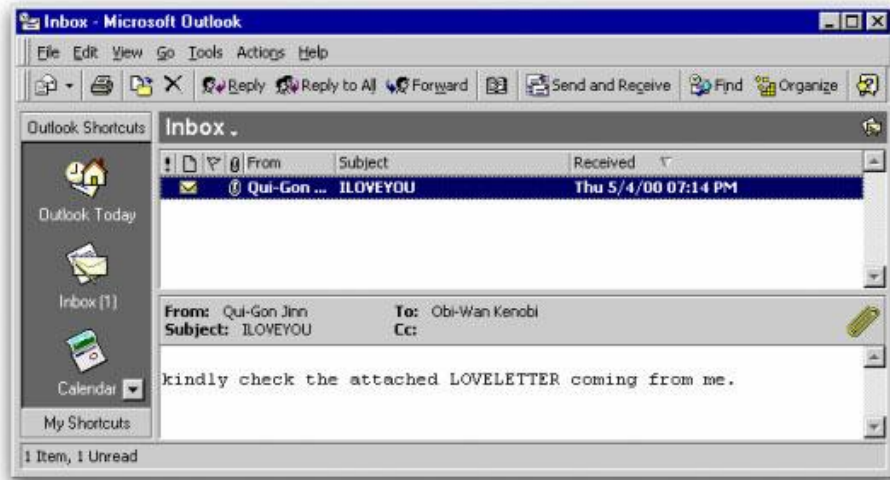 Inbox - Microsoft Outlook
File Edit View Go Tools Actions Help
Reply Reply to All Forward Send and Receive Find Organize
Outlook Shortcuts Inbox .
! From Subject Received
Qui-Gon ... ILOVEYOU Thu 5/4/00 07:14 PM
Outlook Today
Inbox (1)
From: Qui-Gon Jinn To: Obi-Wan Kenobi
Subject: ILOVEYOU Cc:
kindly check the attached LOVELETTER coming from me.
Calendar
My Shortcuts
1 Item, 1 Unread